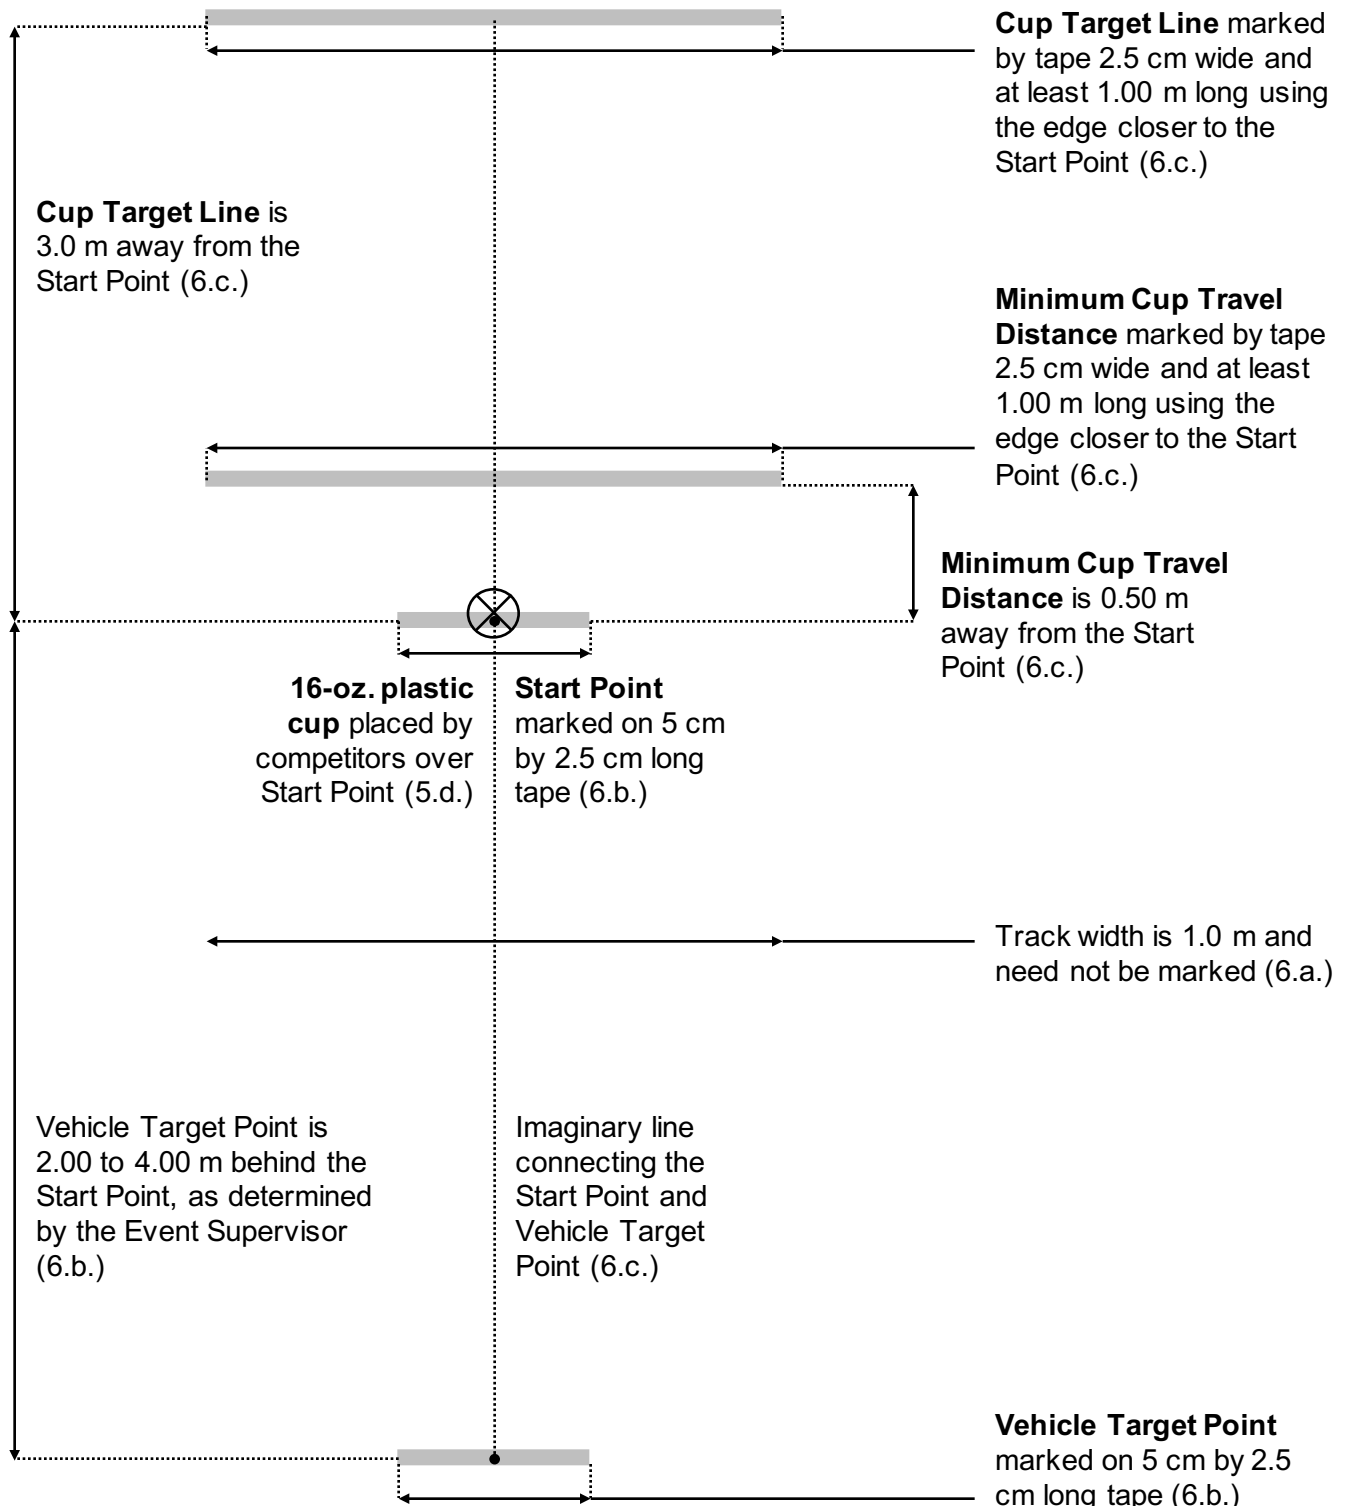 Cup Target Line marked
by tape 2.5 cm wide and
at least 1.00 m long using
the edge closer to the
Start Point (6.c.)
Cup Target Line is
3.0 m away from the
Start Point (6.c.)
Minimum Cup Travel
Distance marked by tape
2.5 cm wide and at least
1.00 m long using the
edge closer to the Start
Point (6.c.)
Minimum Cup Travel
Distance is 0.50 m
away from the Start
Point (6.c.)
16-oz. plastic
cup placed by
competitors over
Start Point (5.d.)
Start Point
marked on 5 cm
by 2.5 cm long
tape (6.b.)
Track width is 1.0 m and
need not be marked (6.a.)
Vehicle Target Point is
2.00 to 4.00 m behind the
Start Point, as determined
by the Event Supervisor
(6.b.)
Imaginary line
connecting the
Start Point and
Vehicle Target
Point (6.c.)
Vehicle Target Point
marked on 5 cm by 2.5
cm long tape (6.b.)